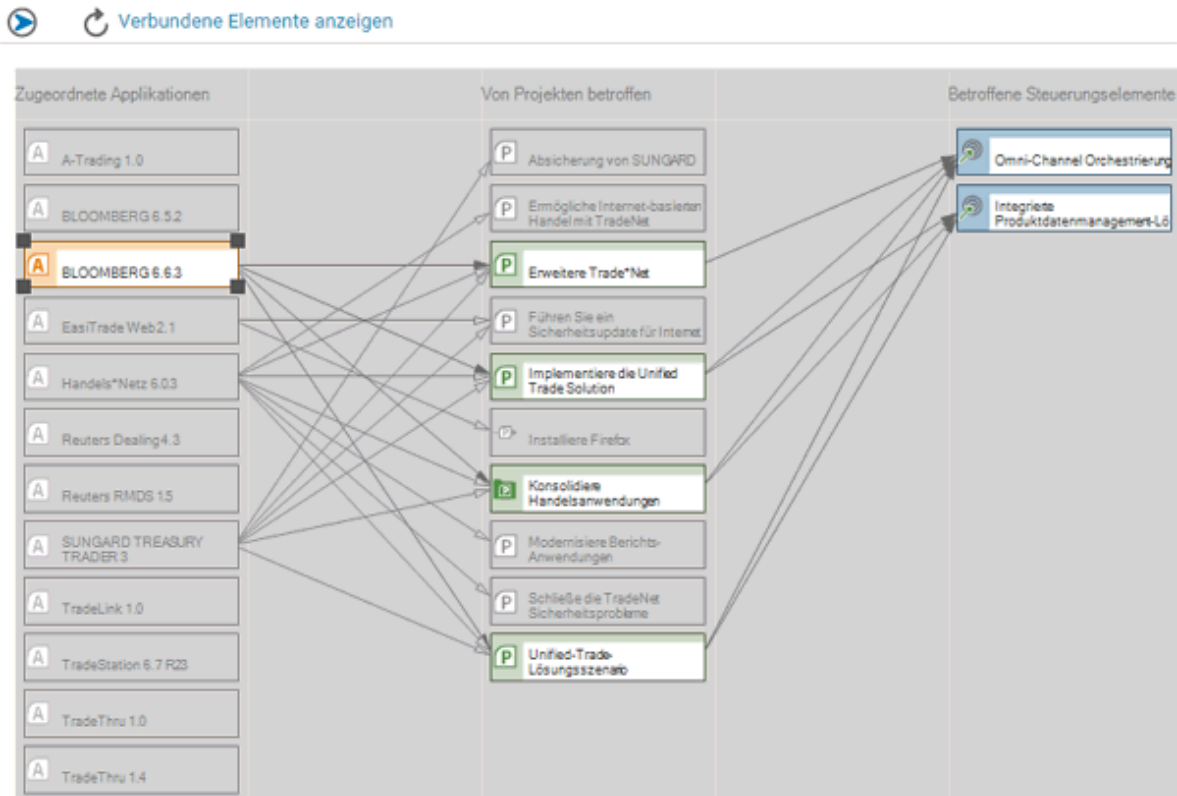 Verbundene Elemente anzeigen
Zugeordnete Applikationen
Von Projekten betroffen
Betroffene Steuerungselemente
A A-Trading 1.0
A BLOOMBERG 6.5.2
A BLOOMBERG 6.6.3
A EasiTrade Web2.1
A Handels*Netz 6.0.3
A Reuters Dealing4.3
A Reuters RMDS 1.5
A SUNGARD TREASURY
TRADER 3
A TradeLink 1.0
A TradeStation 6.7 R23
A TradeThru 1.0
A TradeThru 1.4
P Absicherung von SUNGARD
P Ermögliche Internet-basierten
Handel mit TradeNet
P Erweitere Trade*Net
P Führen Sie ein
Sicherheitsupdate für Internet
P Implementiere die Unified
Trade Solution
P Installiere Firefox
Konsolidiere
Handelsanwendungen
P Modernisiere Berichts-
Anwendungen
P Schließe die TradeNet
Sicherheitsprobleme
P Unified-Trade-
Lösungsszenario
Omni-Channel Orchestrierung
Integrierte
Produktdatenmanagement-Lö